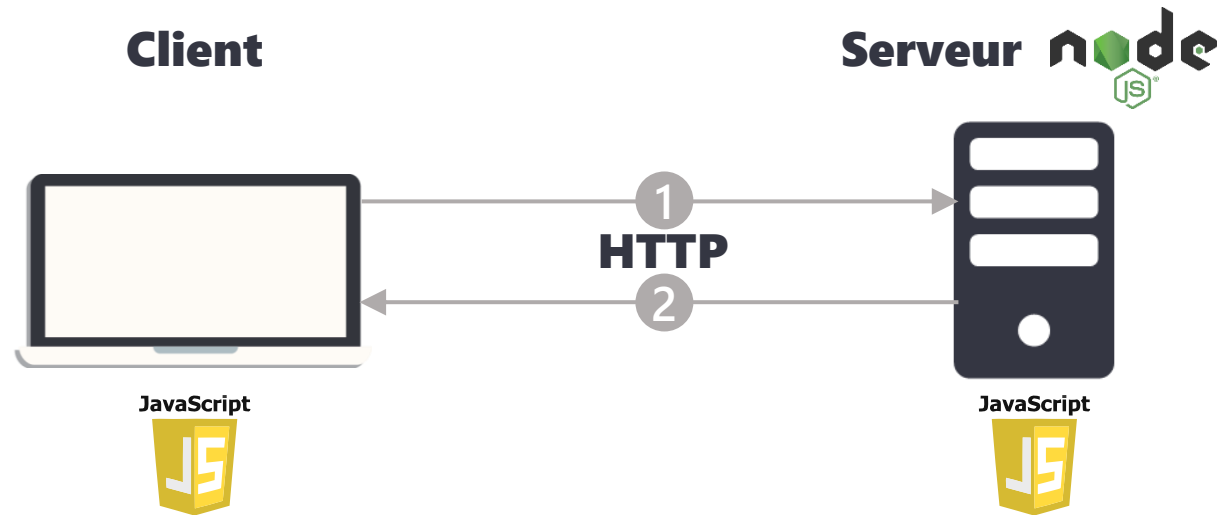 Client
Serveur
node
JS
®
1
HTTP
2
JavaScript
JS
JavaScript
JS